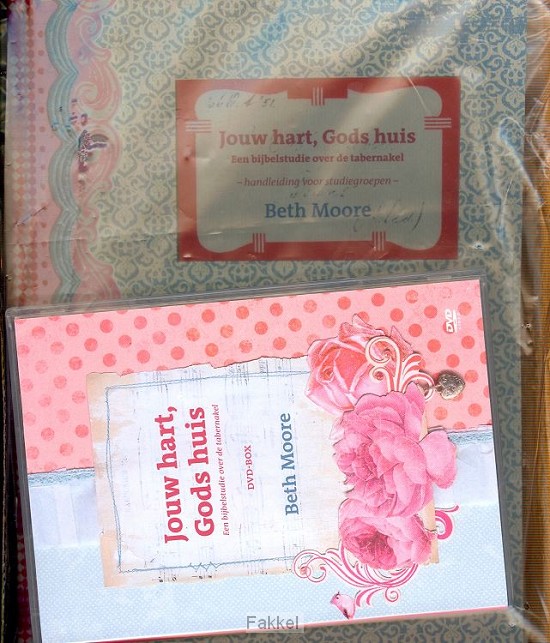 Jouw hart, Gods huis
Een bijbelstudie over de tabernakel
– handleiding voor studiegroepen –
Beth Moore
DVD
Jouw hart,
Gods huis
Een bijbelstudie over de tabernakel
DVD-BOX
Beth Moore
Fakkel